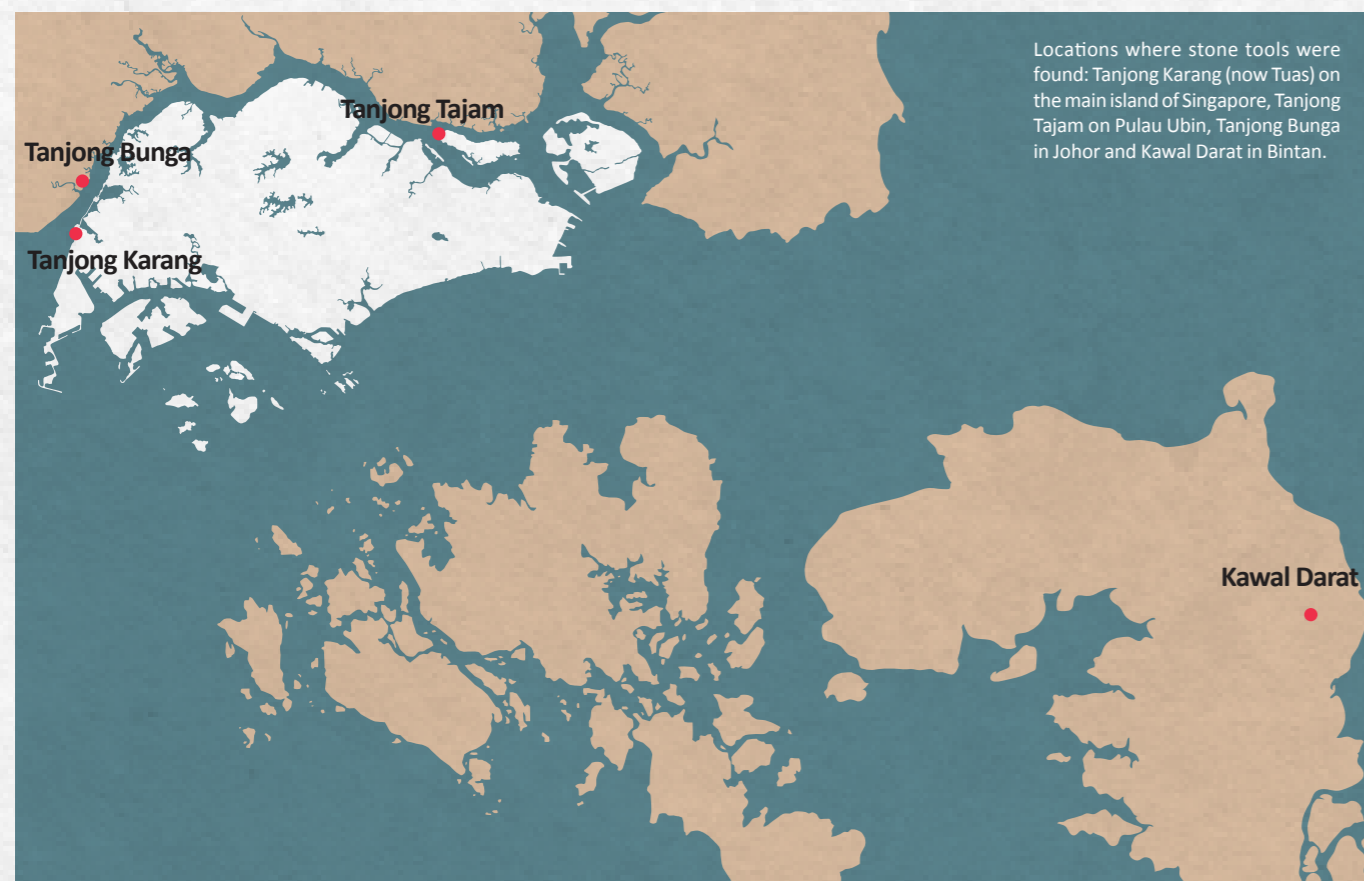 Locations where stone tools were
found: Tanjong Karang (now Tuas) on
the main island of Singapore, Tanjong
Tajam on Pulau Ubin, Tanjong Bunga
in Johor and Kawal Darat in Bintan.
Tanjong Tajam
Tanjong Bunga
Tanjong Karang
Kawal Darat